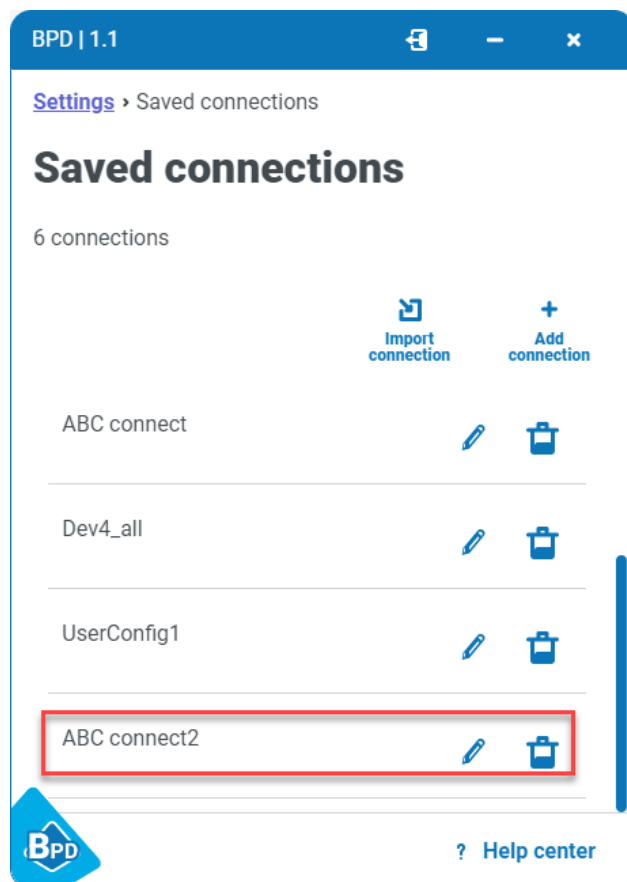 BPD | 1.1
Settings › Saved connections
Saved connections
6 connections
Import
connection
Add
connection
ABC connect
Dev4_all
UserConfig1
ABC connect2
BPD
? Help center